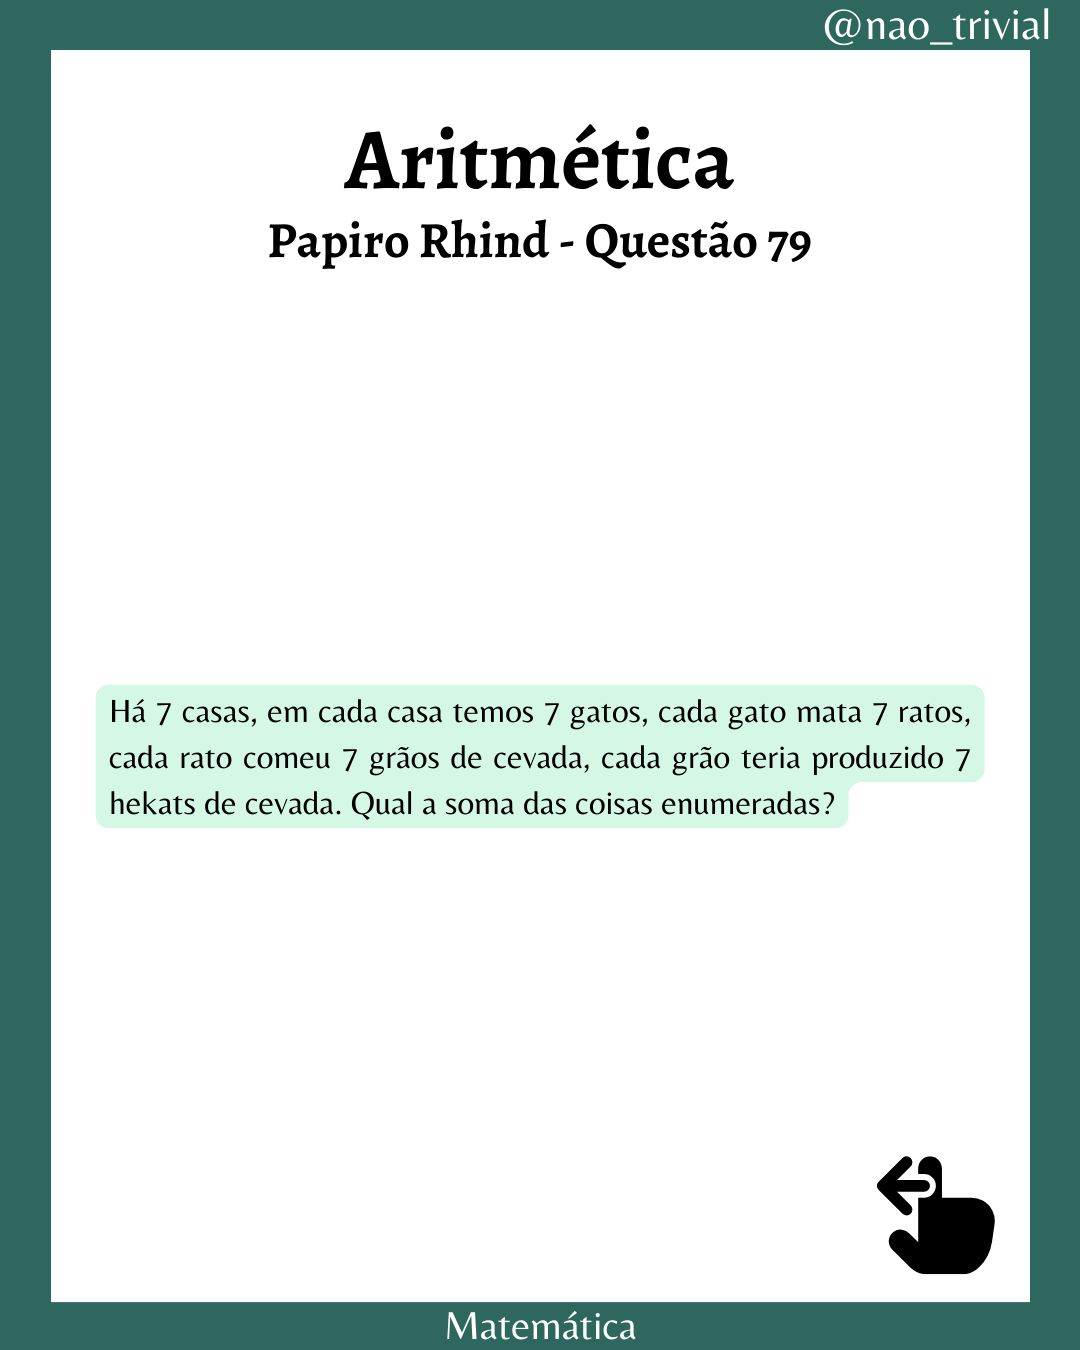 @nao_trivial
Aritmética
Papiro Rhind - Questão 79
Há 7 casas, em cada casa temos 7 gatos, cada gato mata 7 ratos,
cada rato comeu 7 grãos de cevada, cada grão teria produzido 7
hekats de cevada. Qual a soma das coisas enumeradas?
Matemática